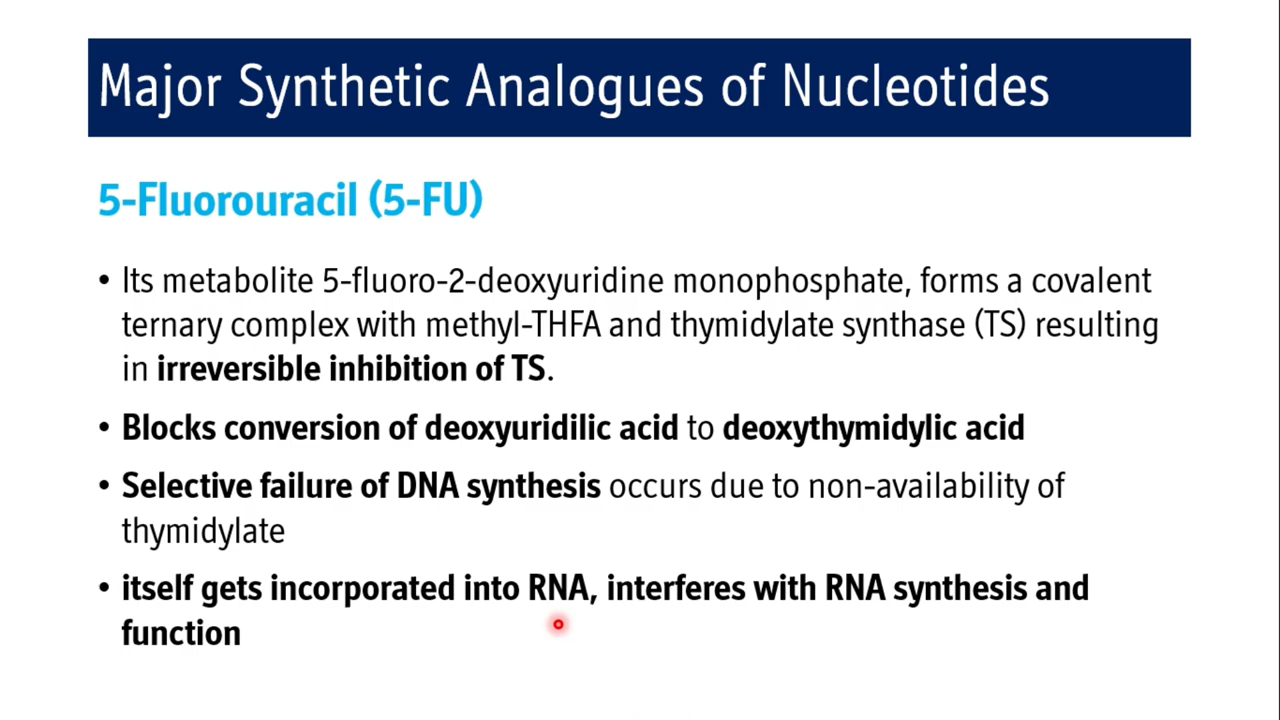 Major Synthetic Analogues of Nucleotides
5-Fluorouracil (5-FU)
• Its metabolite 5-fluoro-2-deoxyuridine monophosphate, forms a covalent
ternary complex with methyl-THFA and thymidylate synthase (TS) resulting
in irreversible inhibition of TS.
• Blocks conversion of deoxyuridilic acid to deoxythymidylic acid
• Selective failure of DNA synthesis occurs due to non-availability of
thymidylate
• itself gets incorporated into RNA, interferes with RNA synthesis and
function